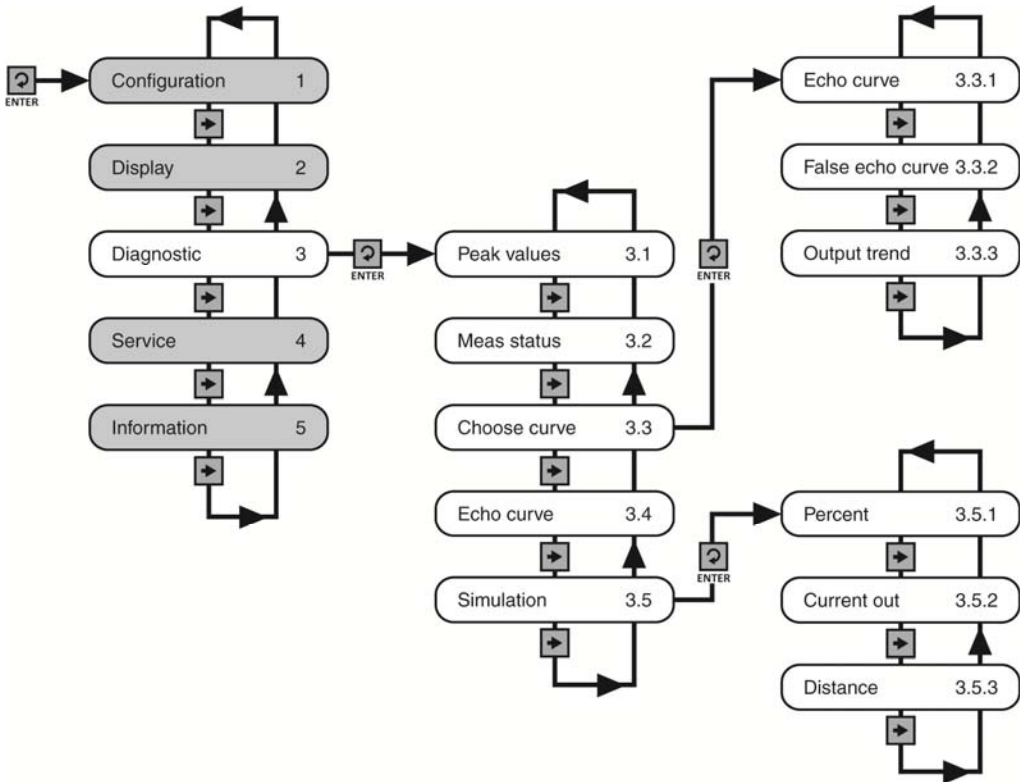 ENTER
Configuration 1
Display 2
Diagnostic 3
Service 4
Information 5
ENTER
Peak values 3.1
Meas status 3.2
Choose curve 3.3
Echo curve 3.4
Simulation 3.5
ENTER
Echo curve 3.3.1
False echo curve 3.3.2
Output trend 3.3.3
ENTER
Percent 3.5.1
Current out 3.5.2
Distance 3.5.3